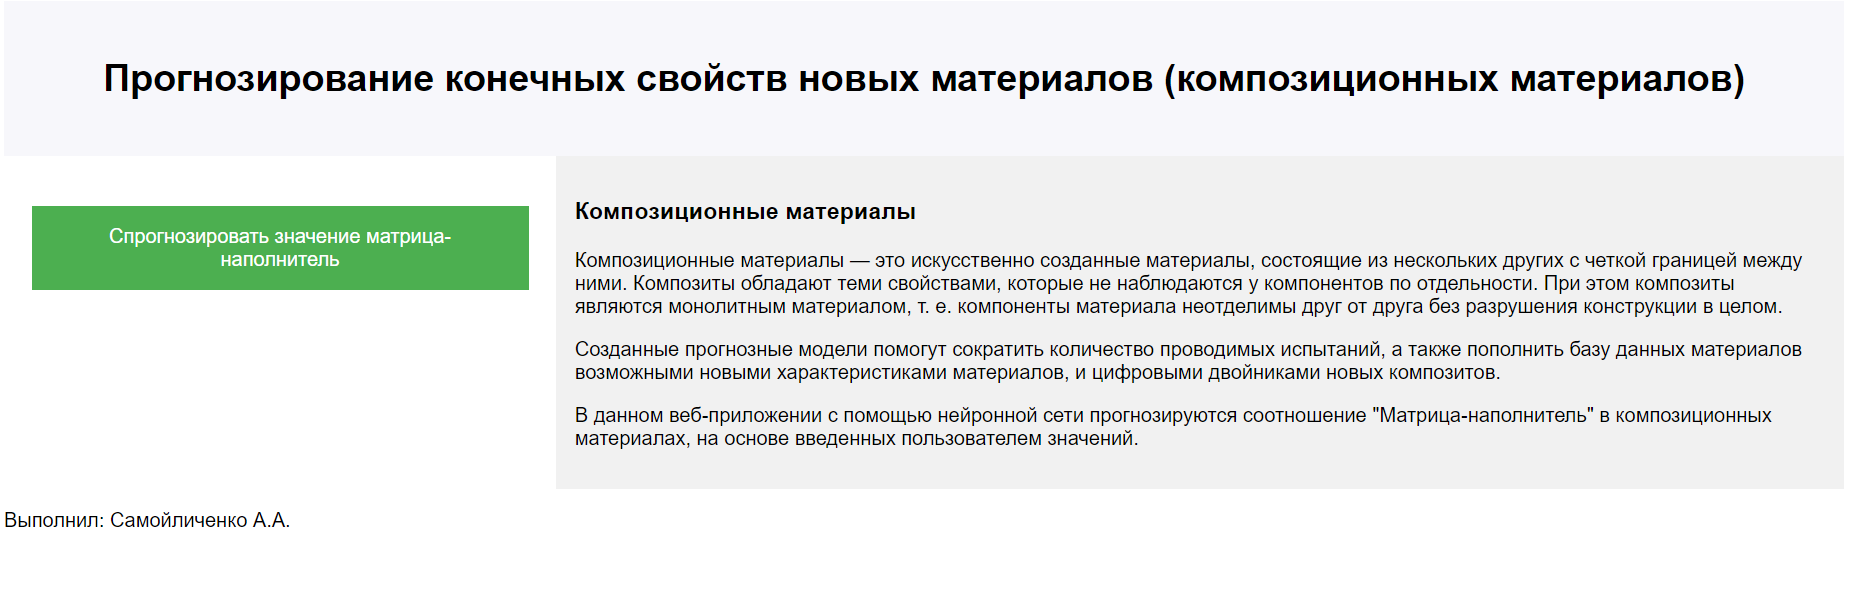 Прогнозирование конечных свойств новых материалов (композиционных материалов)
Спрогнозировать значение матрица-
наполнитель
Композиционные материалы
Композиционные материалы — это искусственно созданные материалы, состоящие из нескольких других с четкой границей между
ними. Композиты обладают теми свойствами, которые не наблюдаются у компонентов по отдельности. При этом композиты
являются монолитным материалом, т. е. компоненты материала неотделимы друг от друга без разрушения конструкции в целом.
Созданные прогнозные модели помогут сократить количество проводимых испытаний, а также пополнить базу данных материалов
возможными новыми характеристиками материалов, и цифровыми двойниками новых композитов.
В данном веб-приложении с помощью нейронной сети прогнозируются соотношение "Матрица-наполнитель" в композиционных
материалах, на основе введенных пользователем значений.
Выполнил: Самойличенко А.А.